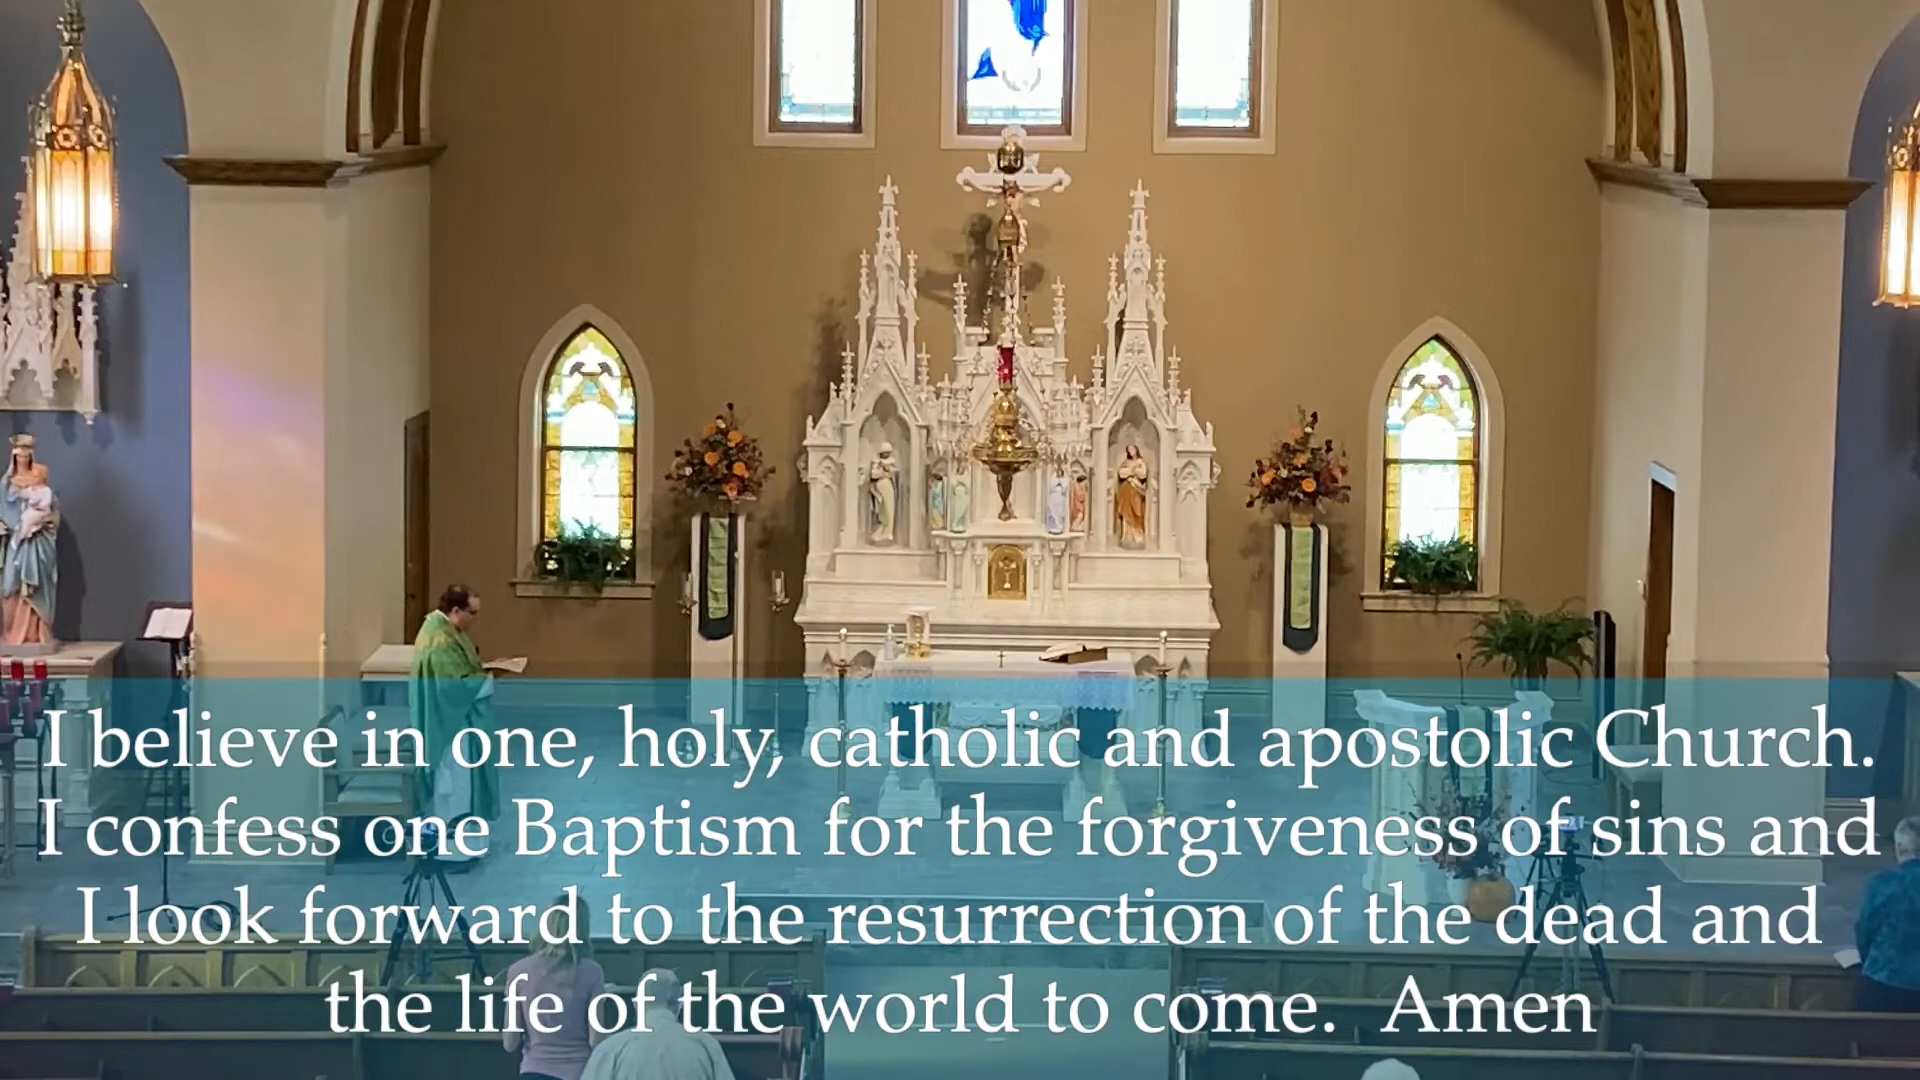 I believe in one, holy, catholic and apostolic Church.
I confess one Baptism for the forgiveness of sins and
I look forward to the resurrection of the dead and
the life of the world to come.  Amen